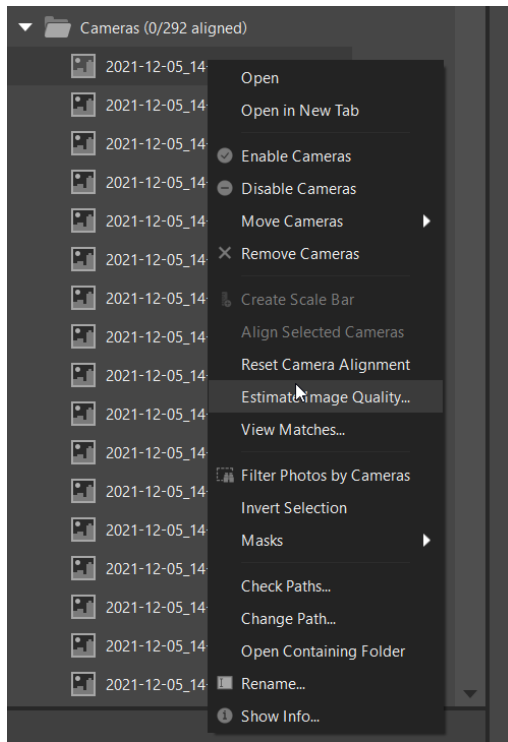 Cameras (0/292 aligned)
2021-12-05_14-
Open
2021-12-05_14-
Open in New Tab
2021-12-05_14-
Enable Cameras
2021-12-05_14-
Disable Cameras
2021-12-05_14-
Move Cameras
2021-12-05_14-
Remove Cameras
2021-12-05_14-
Create Scale Bar
2021-12-05_14-
Align Selected Cameras
2021-12-05_14-
Reset Camera Alignment
2021-12-05_14-
Estimate Image Quality...
2021-12-05_14-
View Matches...
2021-12-05_14-
Filter Photos by Cameras
2021-12-05_14-
Invert Selection
2021-12-05_14-
Masks
2021-12-05_14-
Check Paths...
2021-12-05_14-
Change Path...
2021-12-05_14-
Open Containing Folder
2021-12-05_14-
Rename...
Show Info...